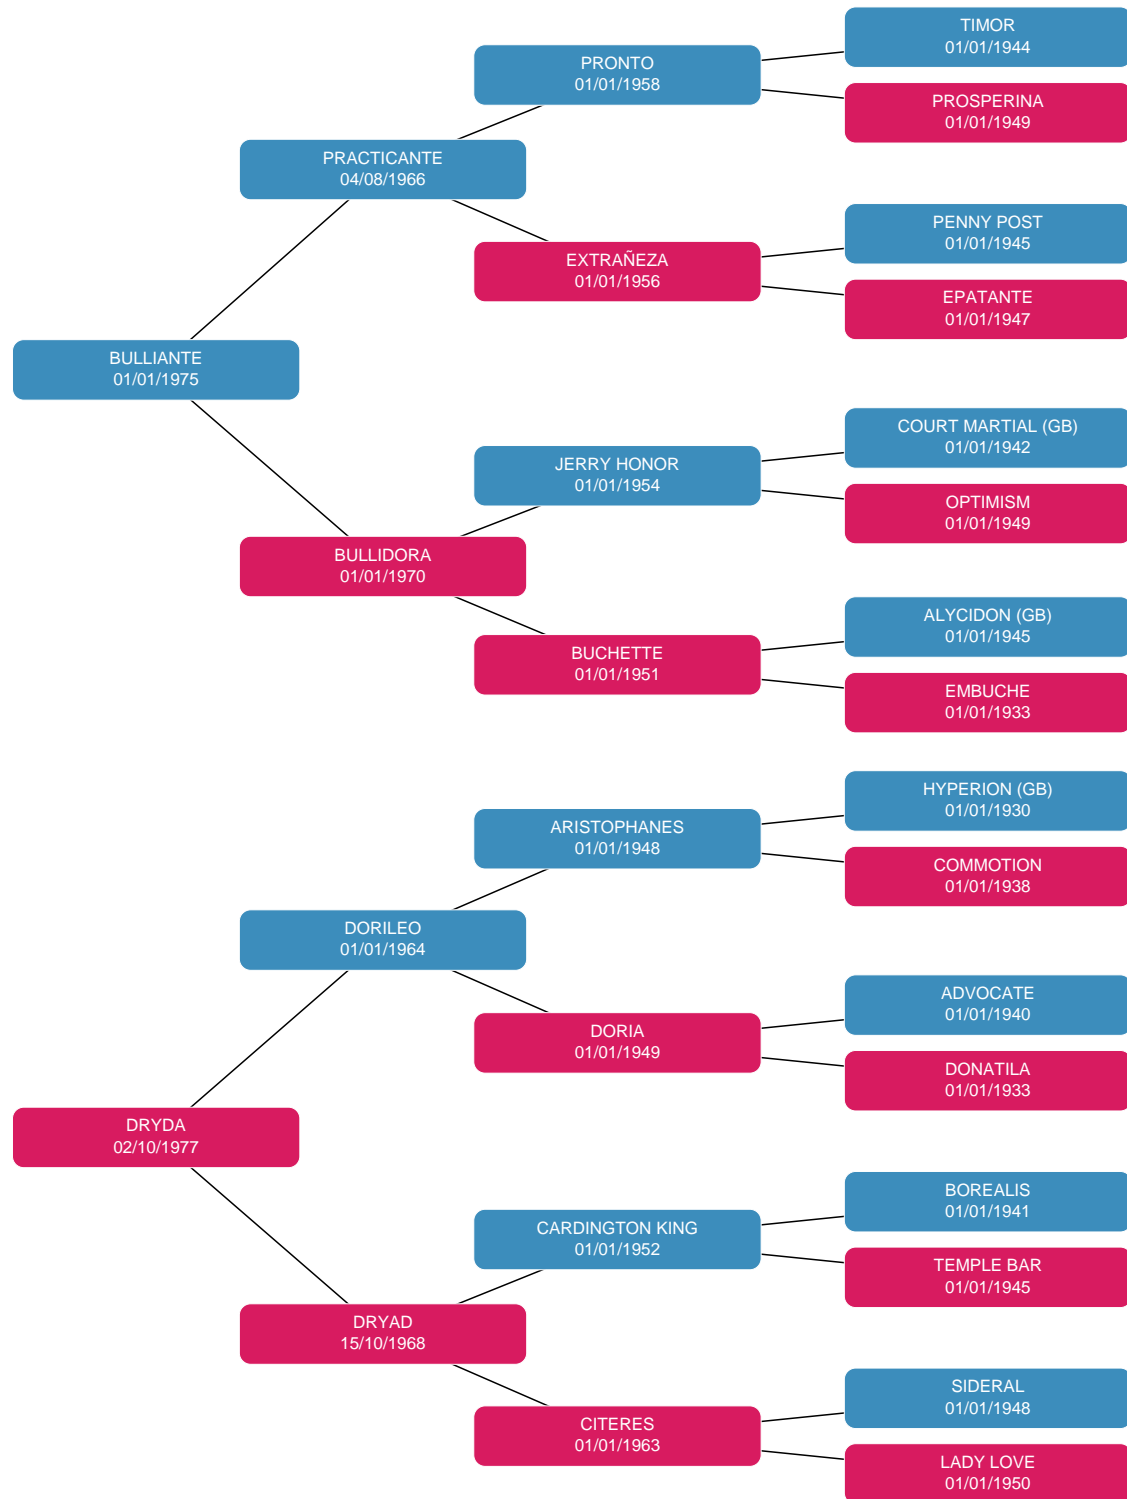 TIMOR
01/01/1944
PRONTO
01/01/1958
PROSPERINA
01/01/1949
PRACTICANTE
04/08/1966
PENNY POST
01/01/1945
EXTRAÑEZA
01/01/1956
EPATANTE
01/01/1947
BULLIANTE
01/01/1975
COURT MARTIAL (GB)
01/01/1942
JERRY HONOR
01/01/1954
OPTIMISM
01/01/1949
BULLIDORA
01/01/1970
ALYCIDON (GB)
01/01/1945
BUCHETTE
01/01/1951
EMBUCHE
01/01/1933
HYPERION (GB)
01/01/1930
ARISTOPHANES
01/01/1948
COMMOTION
01/01/1938
DORILEO
01/01/1964
ADVOCATE
01/01/1940
DORIA
01/01/1949
DONATILA
01/01/1933
DRYDA
02/10/1977
BOREALIS
01/01/1941
CARDINGTON KING
01/01/1952
TEMPLE BAR
01/01/1945
DRYAD
15/10/1968
SIDERAL
01/01/1948
CITERES
01/01/1963
LADY LOVE
01/01/1950